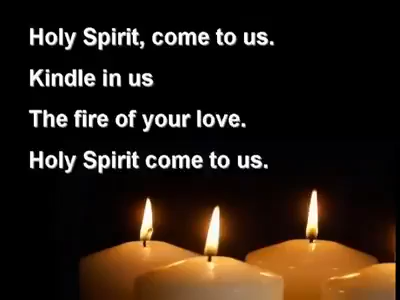 Holy Spirit, come to us.
Kindle in us
The fire of your love.
Holy Spirit come to us.